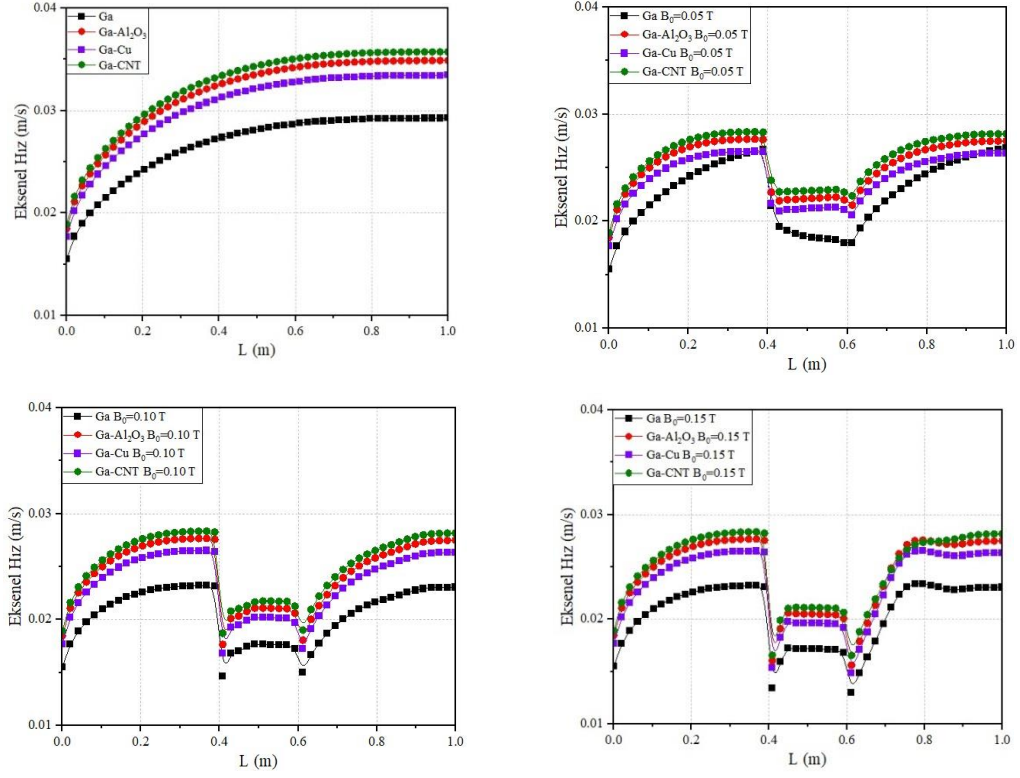 Ga
Ga-Al₂O₃
Ga-Cu
Ga-CNT
0.04
0.03
0.02
0.01
Eksenel Hız (m/s)
0.0 0.2 0.4 0.6 0.8 1.0
L (m)
Ga B₀=0.05 T
Ga-Al₂O₃ B₀=0.05 T
Ga-Cu B₀=0.05 T
Ga-CNT B₀=0.05 T
0.04
0.03
0.02
0.01
Eksenel Hız (m/s)
0.0 0.2 0.4 0.6 0.8 1.0
L (m)
Ga B₀=0.10 T
Ga-Al₂O₃ B₀=0.10 T
Ga-Cu B₀=0.10 T
Ga-CNT B₀=0.10 T
0.04
0.03
0.02
0.01
Eksenel Hız (m/s)
0.0 0.2 0.4 0.6 0.8 1.0
L (m)
Ga B₀=0.15 T
Ga-Al₂O₃ B₀=0.15 T
Ga-Cu B₀=0.15 T
Ga-CNT B₀=0.15 T
0.04
0.03
0.02
0.01
Eksenel Hız (m/s)
0.0 0.2 0.4 0.6 0.8 1.0
L (m)